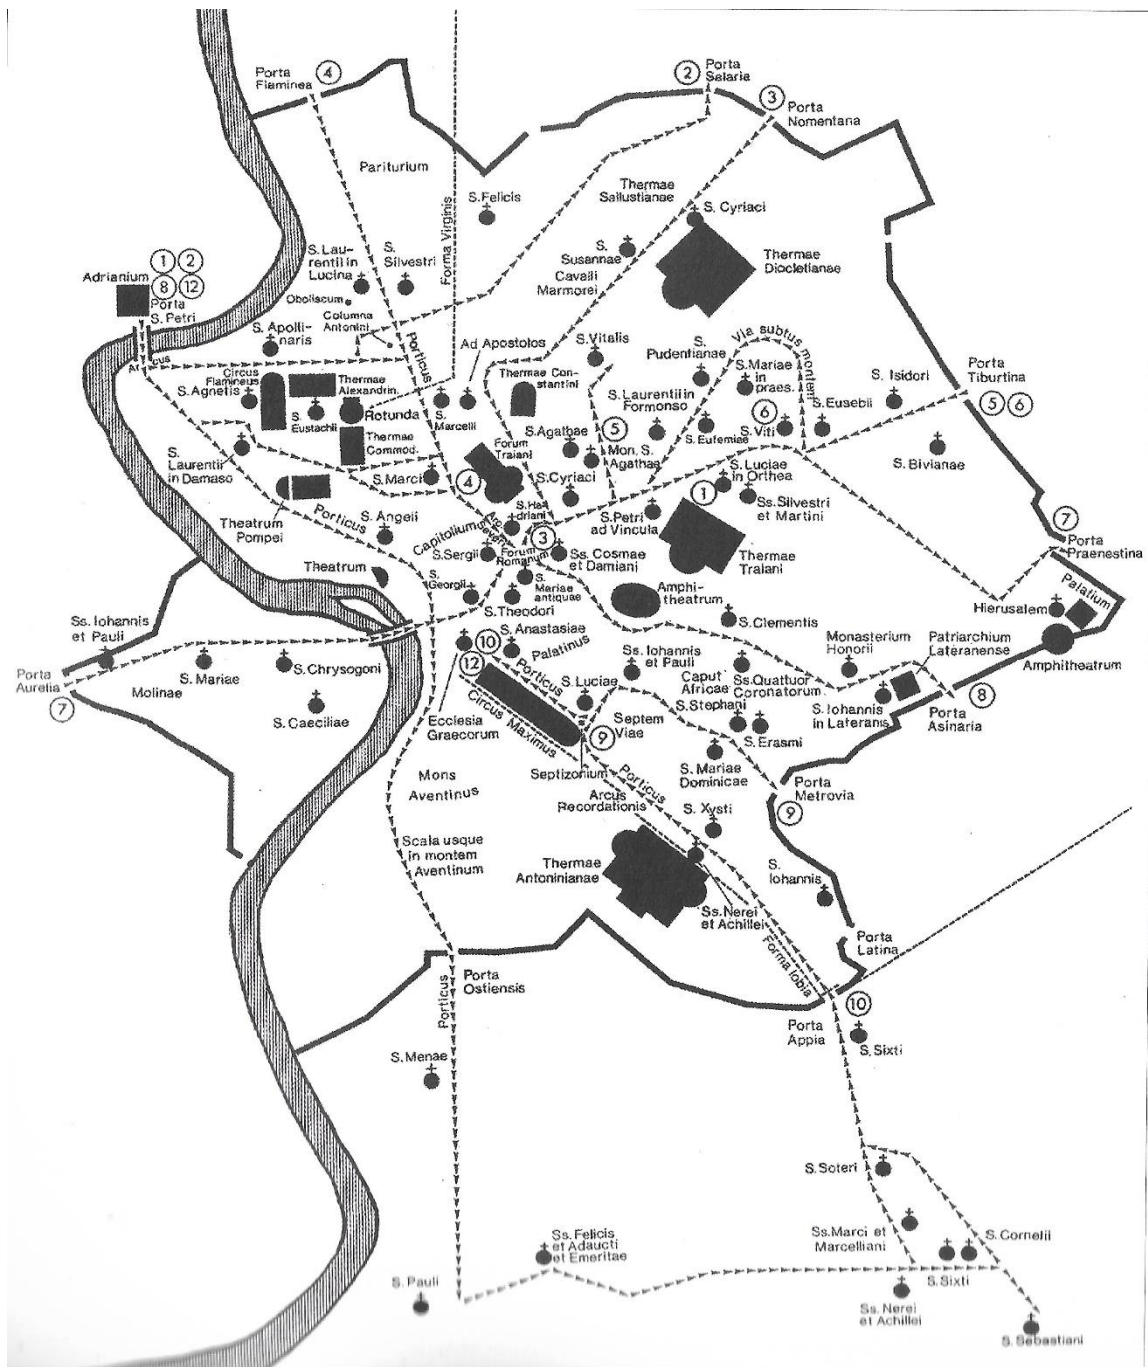 Porta
Flaminea
4
2
Porta
Salaria
3
Porta
Nomentana
Pariturium
Forma Virginis
S. Felicis
Thermae
Sallustianae
S. Cyriaci
S.
Susannae
Cavalli
Marmorei
Thermae
Diocletianae
S. Lau-
rentii in
Lucina
S.
Silvestri
Oboliscum
Columna
Antonini
Adrianium
1 2
8 12
Porta
S. Petri
Arcus
S. Apolli-
naris
Porticus
Ad Apostolos
S. Vitalis
S.
Pudentianae
Via subtus montem
S. Mariae
in
praes.
S. Isidori
Porta
Tiburtina
5 6
S. Agnetis
Circus
Flamineus
Thermae
Alexandrin.
S.
Eustachii
Rotunda
Thermae
Commod.
S.
Marcelli
Thermae Con-
stantini
S. Laurentii in
Formonso
5
S. Eufemiae
6
S. Viti
S. Eusebii
S. Bivianae
S.
Laurentii
in Damaso
S. Agathae
Mon. S.
Agathae
Forum
Traiani
4
S. Marci
S. Cyriaci
S. Luciae
in Orthea
1
Ss. Silvestri
et Martini
Theatrum
Pompei
Porticus
S. Angeli
Capitolium
S. Ha-
driani
3
S. Petri
ad Vincula
Thermae
Traiani
7
Porta
Praenestina
S. Sergii
Forum
Romanum
Ss. Cosmae
et Damiani
Theatrum
S.
Georgii
S.
Mariae
antiquae
S. Theodori
Amphi-
theatrum
S. Clementis
Hierusalem
Palatium
Amphitheatrum
Ss. Iohannis
et Pauli
Porta
Aurelia
7
Molinae
S. Mariae
S. Chrysogoni
S. Caeciliae
S. Anastasiae
10
12
Palatinus
Porticus
Ecclesia
Graecorum
Circus Maximus
S. Luciae
Ss. Iohannis
et Pauli
Caput
Africae
Ss. Quattuor
Coronatorum
Monasterium
Honorii
Patriarchium
Lateranense
S. Iohannis
in Lateranis
8
Porta
Asinaria
S. Stephani
S. Erasmi
Septem
Viae
9
Septizonium
S. Mariae
Dominicae
Porta
Metrovia
9
Mons
Aventinus
Arcus
Recordationis
Porticus
S. Xysti
Scala usque
in montem
Aventinum
Thermae
Antoninianae
Ss. Nerei
et Achillei
S.
Iohannis
Forma Iobia
Porta
Latina
Porta
Ostiensis
Porticus
Porta
Appia
10
S. Sixti
S. Menae
S. Soteri
Ss. Marci et
Marcelliani
S. Cornelii
S. Sixti
Ss. Felicis
et Adaucti
et Emeritae
S. Pauli
Ss. Nerei
et Achillei
S. Sebastiani